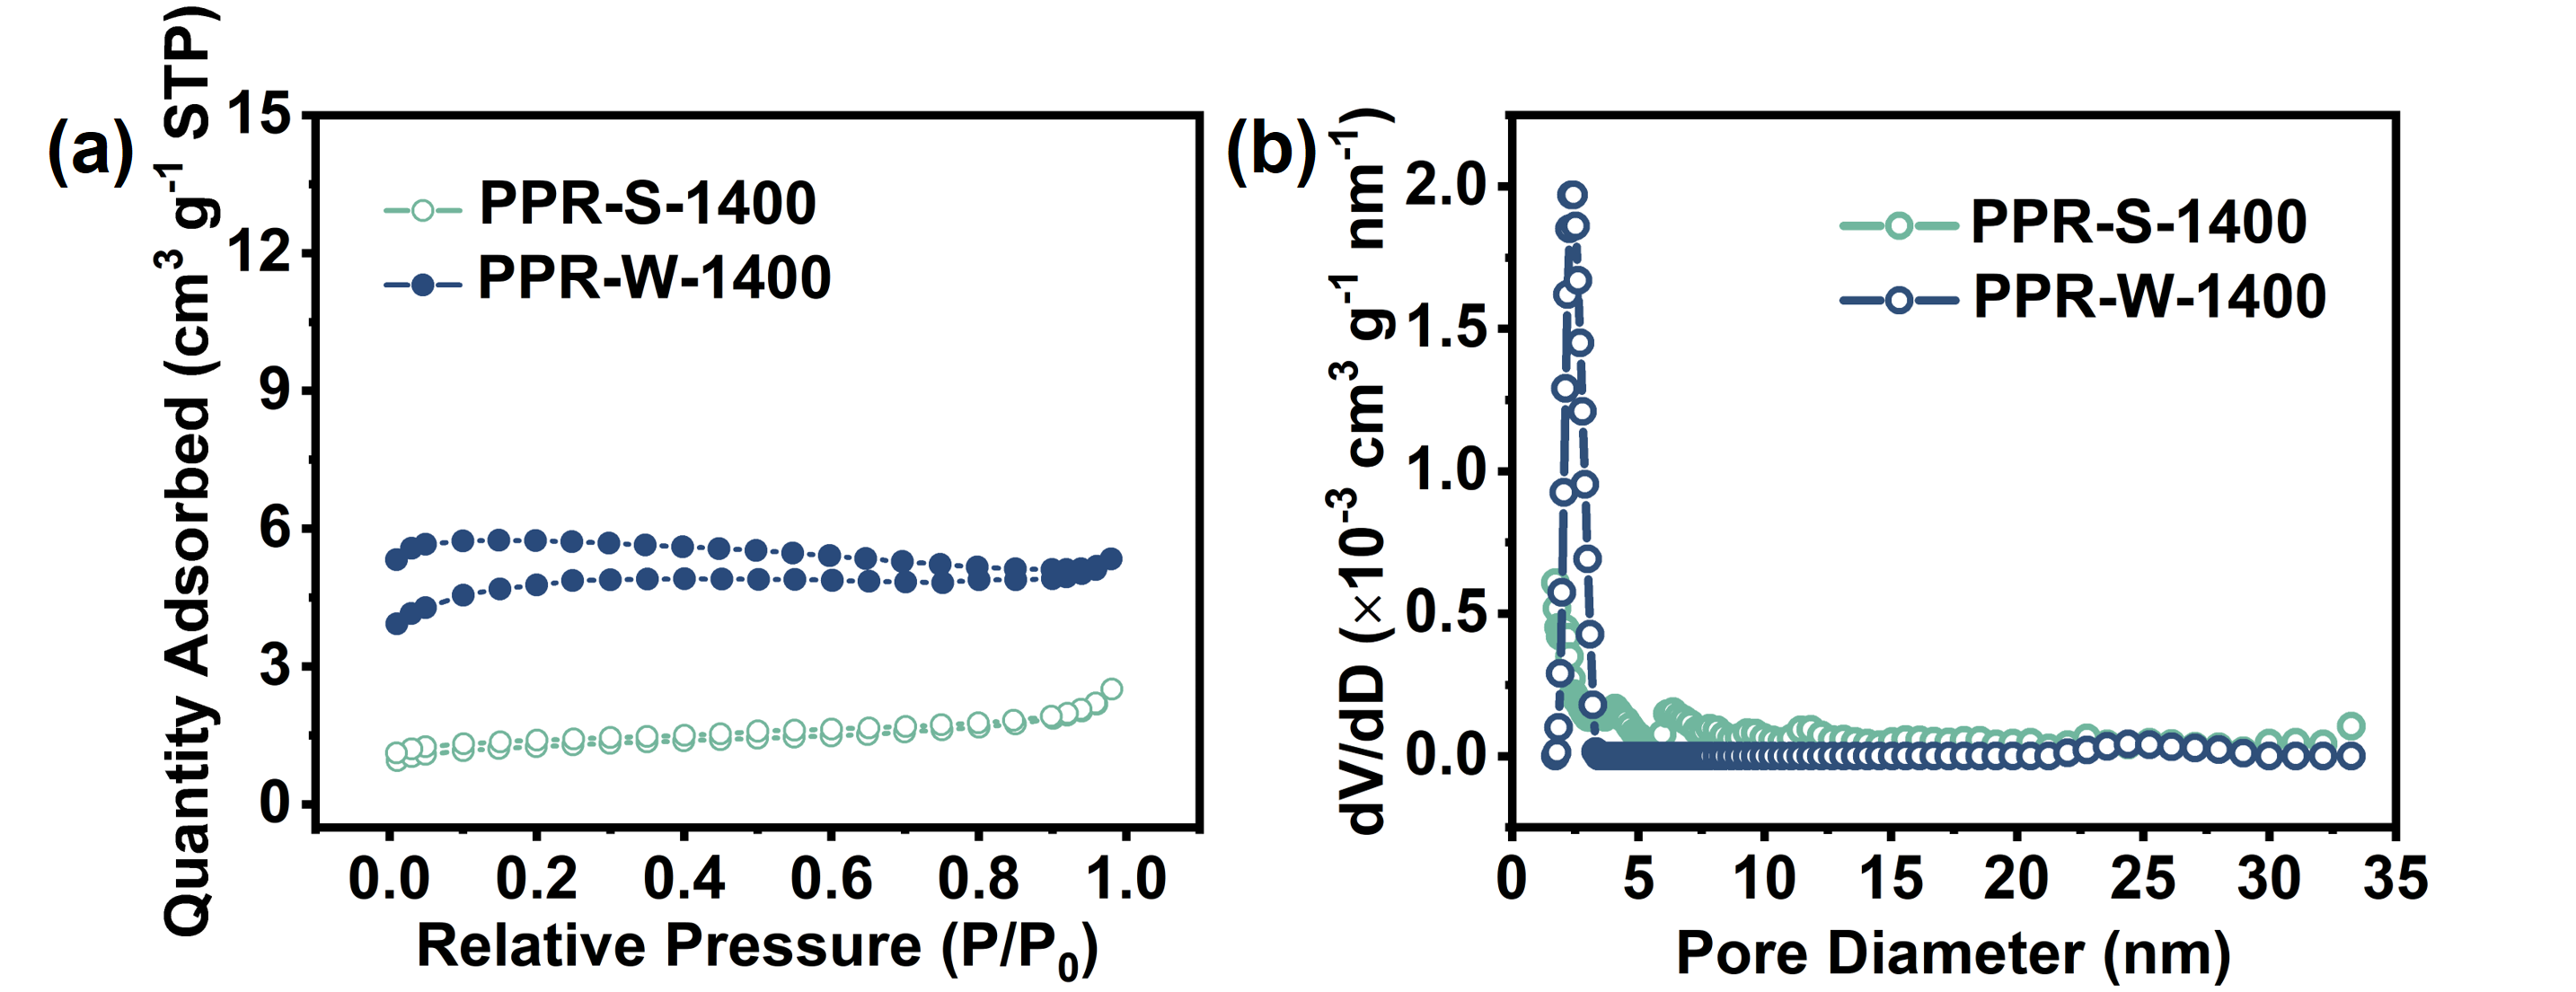 (a)
Quantity Adsorbed (cm³ g⁻¹ STP)
15
12
9
6
3
0
PPR-S-1400
PPR-W-1400
0.0 0.2 0.4 0.6 0.8 1.0
Relative Pressure (P/P₀)
(b)
dV/dD (×10⁻³ cm³ g⁻¹ nm⁻¹)
2.0
1.5
1.0
0.5
0.0
PPR-S-1400
PPR-W-1400
0 5 10 15 20 25 30 35
Pore Diameter (nm)